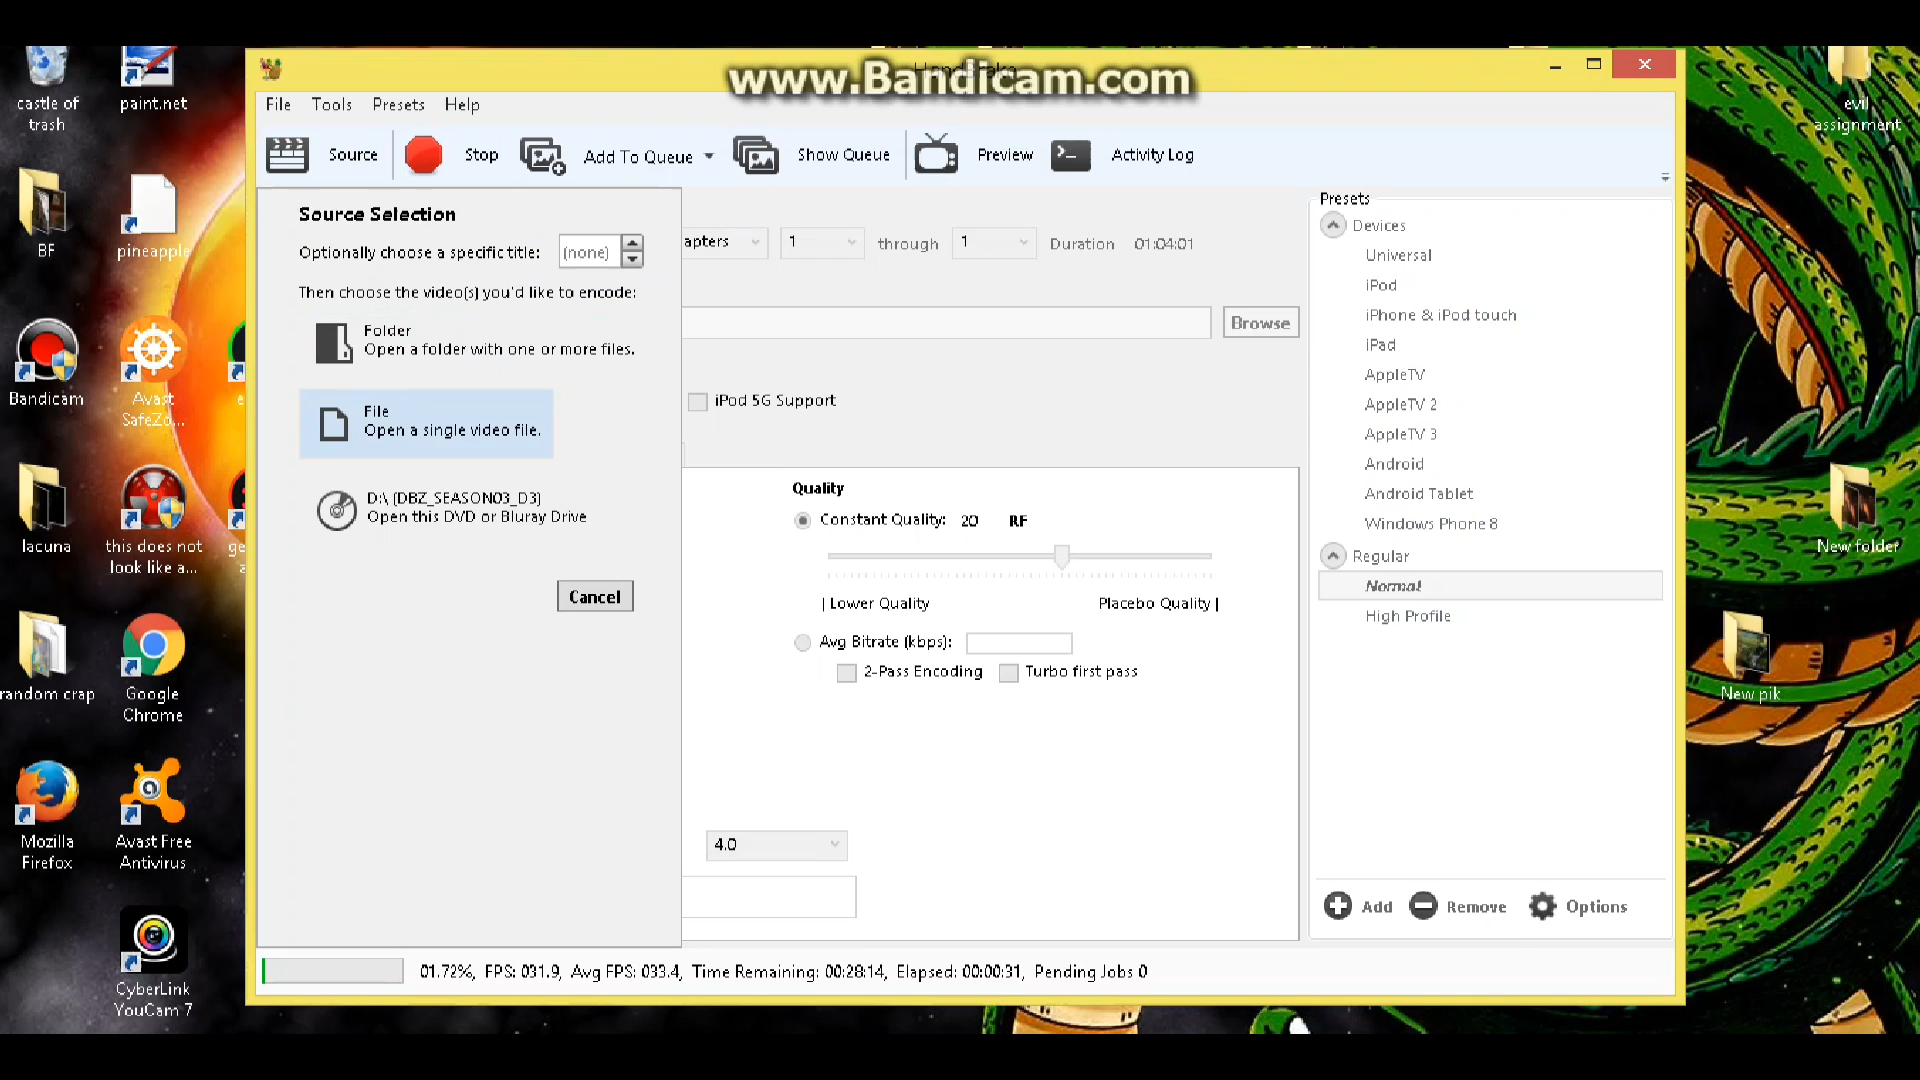 castle of
trash
paint.net
BF
pineapple
Bandicam
Avast
SafeZo...
lacuna
this does not
look like a...
random crap
Google
Chrome
Mozilla
Firefox
Avast Free
Antivirus
CyberLink
YouCam 7
www.Bandicam.com
HandBrake
File Tools Presets Help
Source Stop Add To Queue Show Queue Preview Activity Log
Source Selection
Optionally choose a specific title: (none)
Then choose the video(s) you'd like to encode:
Folder
Open a folder with one or more files.
File
Open a single video file.
D:\ (DBZ_SEASON03_D3)
Open this DVD or Bluray Drive
Cancel
apters 1 through 1 Duration 01:04:01
Browse
iPod 5G Support
Quality
Constant Quality: 20 RF
| Lower Quality Placebo Quality |
Avg Bitrate (kbps):
2-Pass Encoding Turbo first pass
4.0
Presets
Devices
Universal
iPod
iPhone & iPod touch
iPad
AppleTV
AppleTV 2
AppleTV 3
Android
Android Tablet
Windows Phone 8
Regular
Normal
High Profile
Add Remove Options
01.72%, FPS: 031.9, Avg FPS: 033.4, Time Remaining: 00:28:14, Elapsed: 00:00:31, Pending Jobs 0
evil
assignment
New folder
New pik